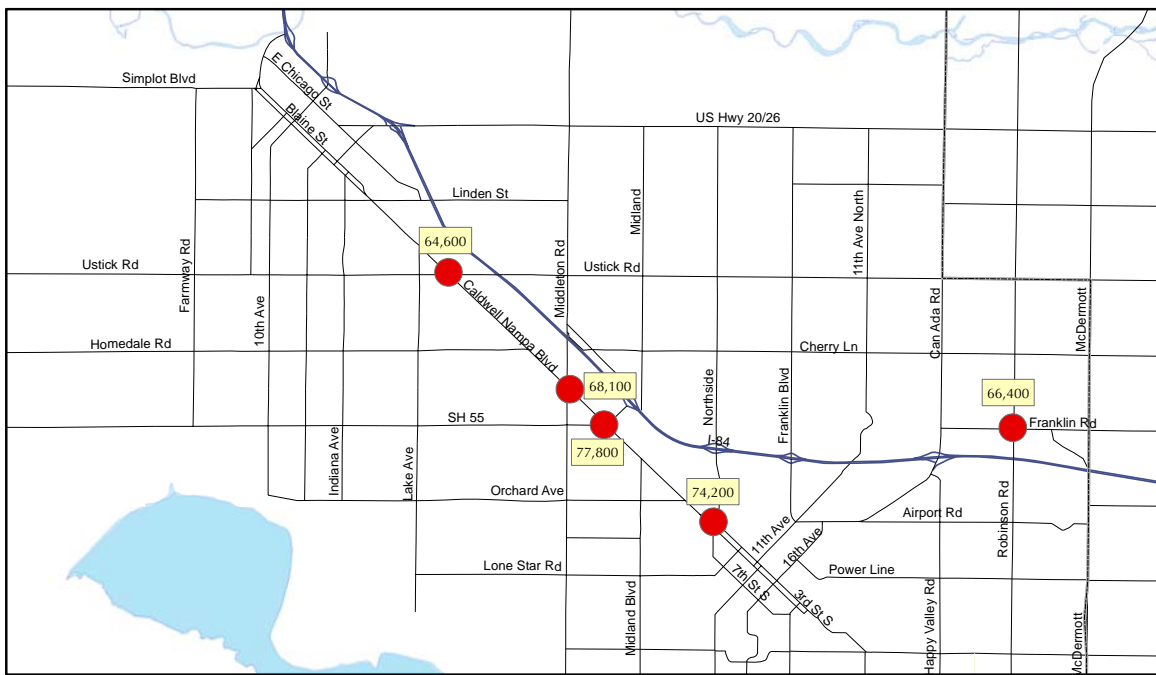 E Chicago St
Simplot Blvd
Blaine St
US Hwy 20/26
Linden St
Midland
64,600
Farmway Rd
Middleton Rd
11th Ave North
Ustick Rd
Ustick Rd
10th Ave
Caldwell Nampa Blvd
Can Ada Rd
McDermott
Homedale Rd
Cherry Ln
68,100
Northside
Franklin Blvd
66,400
SH 55
Franklin Rd
77,800
I-84
Indiana Ave
Lake Ave
Orchard Ave
74,200
Robinson Rd
Airport Rd
11th Ave
16th Ave
Lone Star Rd
7th St S
Power Line
3rd St S
Midland Blvd
Happy Valley Rd
McDermott